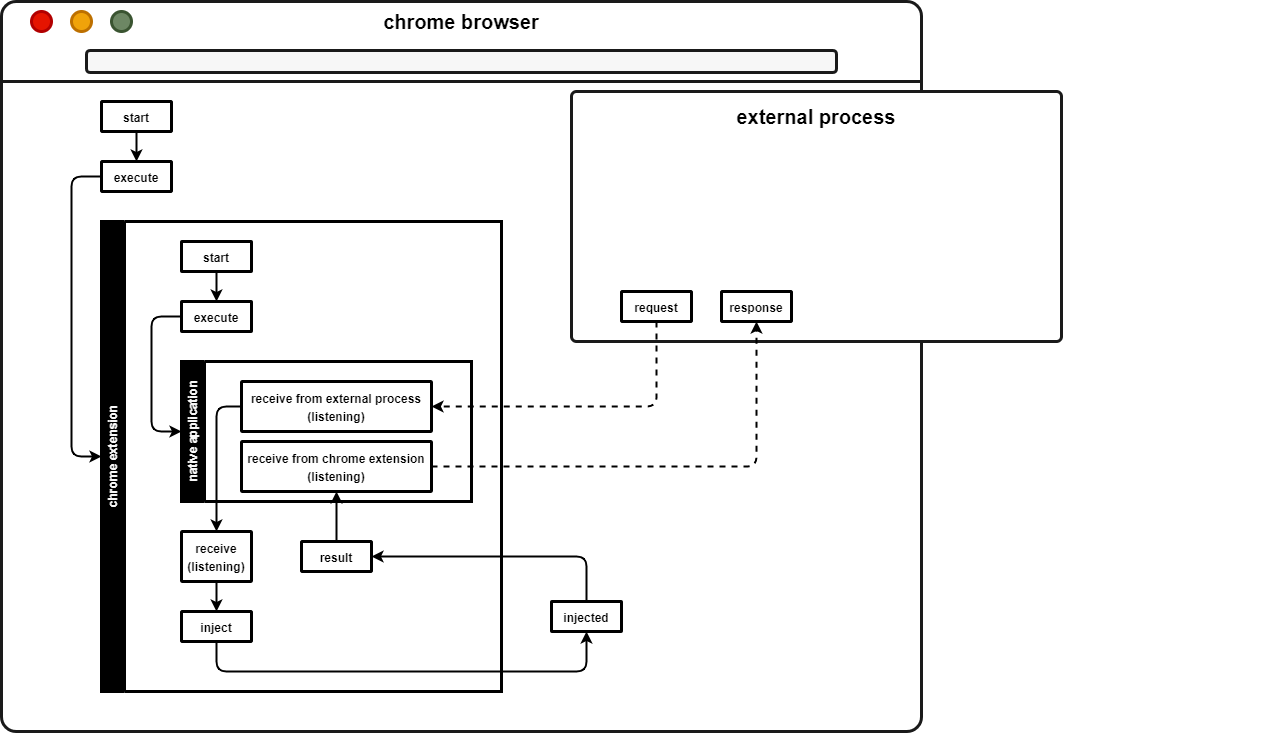 chrome browser
external process
start
execute
chrome extension
start
execute
request
response
native application
receive from external process
(listening)
receive from chrome extension
(listening)
receive
(listening)
result
inject
injected